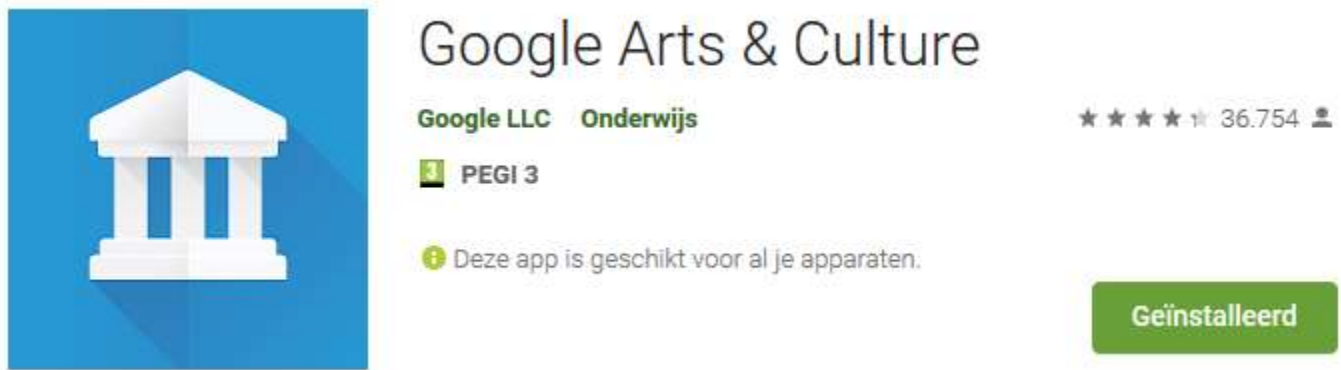 Google Arts & Culture
Google LLC Onderwijs
36.754
3 PEGI 3
Deze app is geschikt voor al je apparaten.
Geïnstalleerd